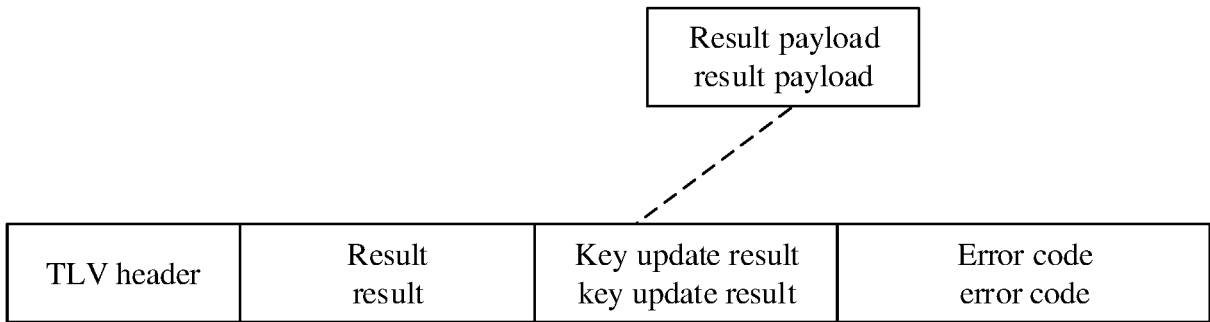 Result payload
result payload
TLV header
Result
result
Key update result
key update result
Error code
error code